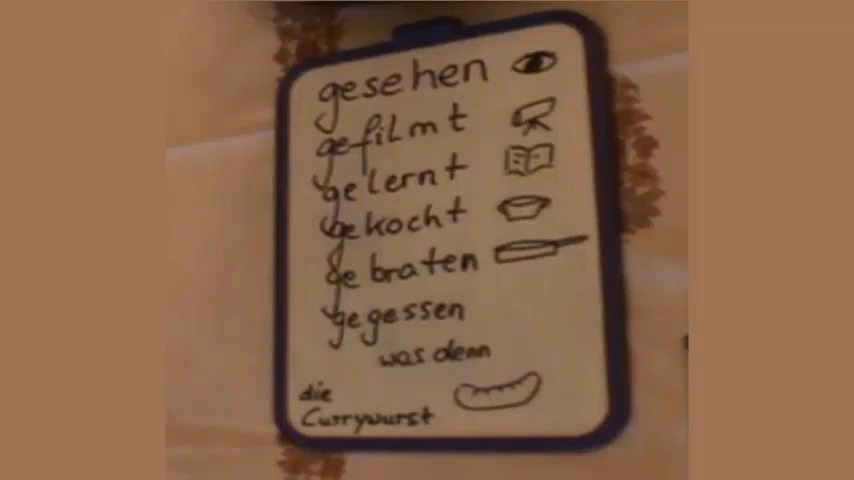 gesehen
gefilmt
gelernt
gekocht
gebraten
gegessen
was denn
die
Currywurst